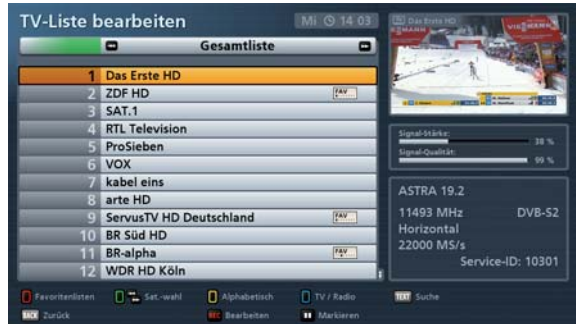 TV-Liste bearbeiten
Mi 14 03
Das Erste HD
Gesamtliste
1 Das Erste HD
2 ZDF HD FAV
3 SAT.1
4 RTL Television
5 ProSieben
6 VOX
7 kabel eins
8 arte HD
9 ServusTV HD Deutschland FAV
10 BR Süd HD
11 BR-alpha FAV
12 WDR HD Köln
VIESSMANN
Signal-Stärke:
38 %
Signal-Qualität:
99 %
ASTRA 19.2
11493 MHz DVB-S2
Horizontal
22000 MS/s
Service-ID: 10301
Favoritenlisten Sat.-wahl Alphabetisch TV / Radio TEXT Suche
BACK Zurück REC Bearbeiten Markieren